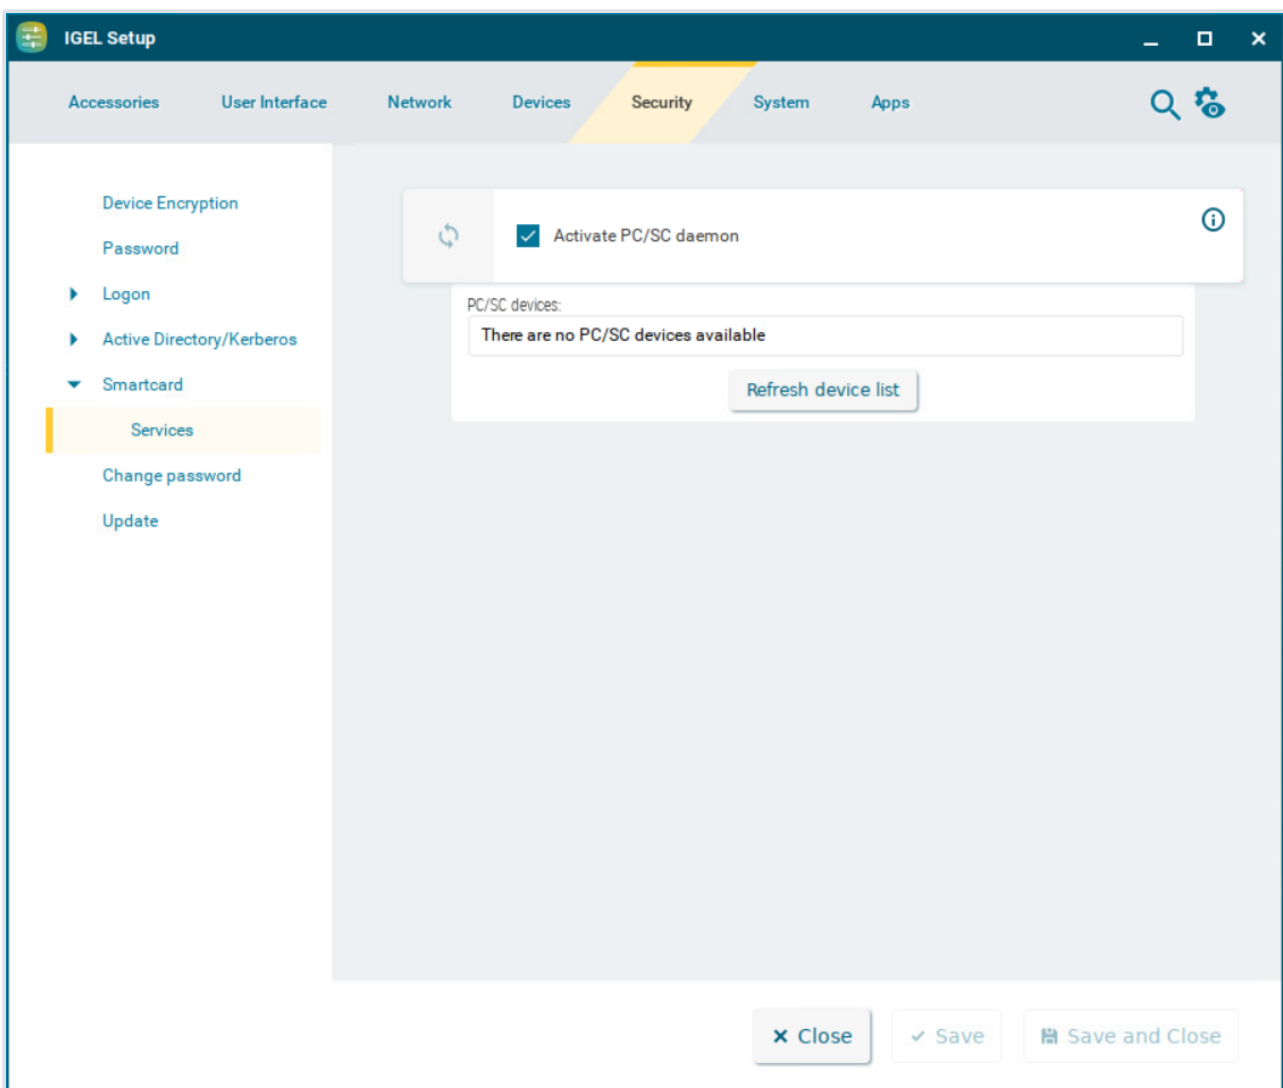 IGEL Setup
Accessories User Interface Network Devices Security System Apps
Device Encryption
Password
Logon
Active Directory/Kerberos
Smartcard
Services
Change password
Update
Activate PC/SC daemon
PC/SC devices:
There are no PC/SC devices available
Refresh device list
Close Save Save and Close